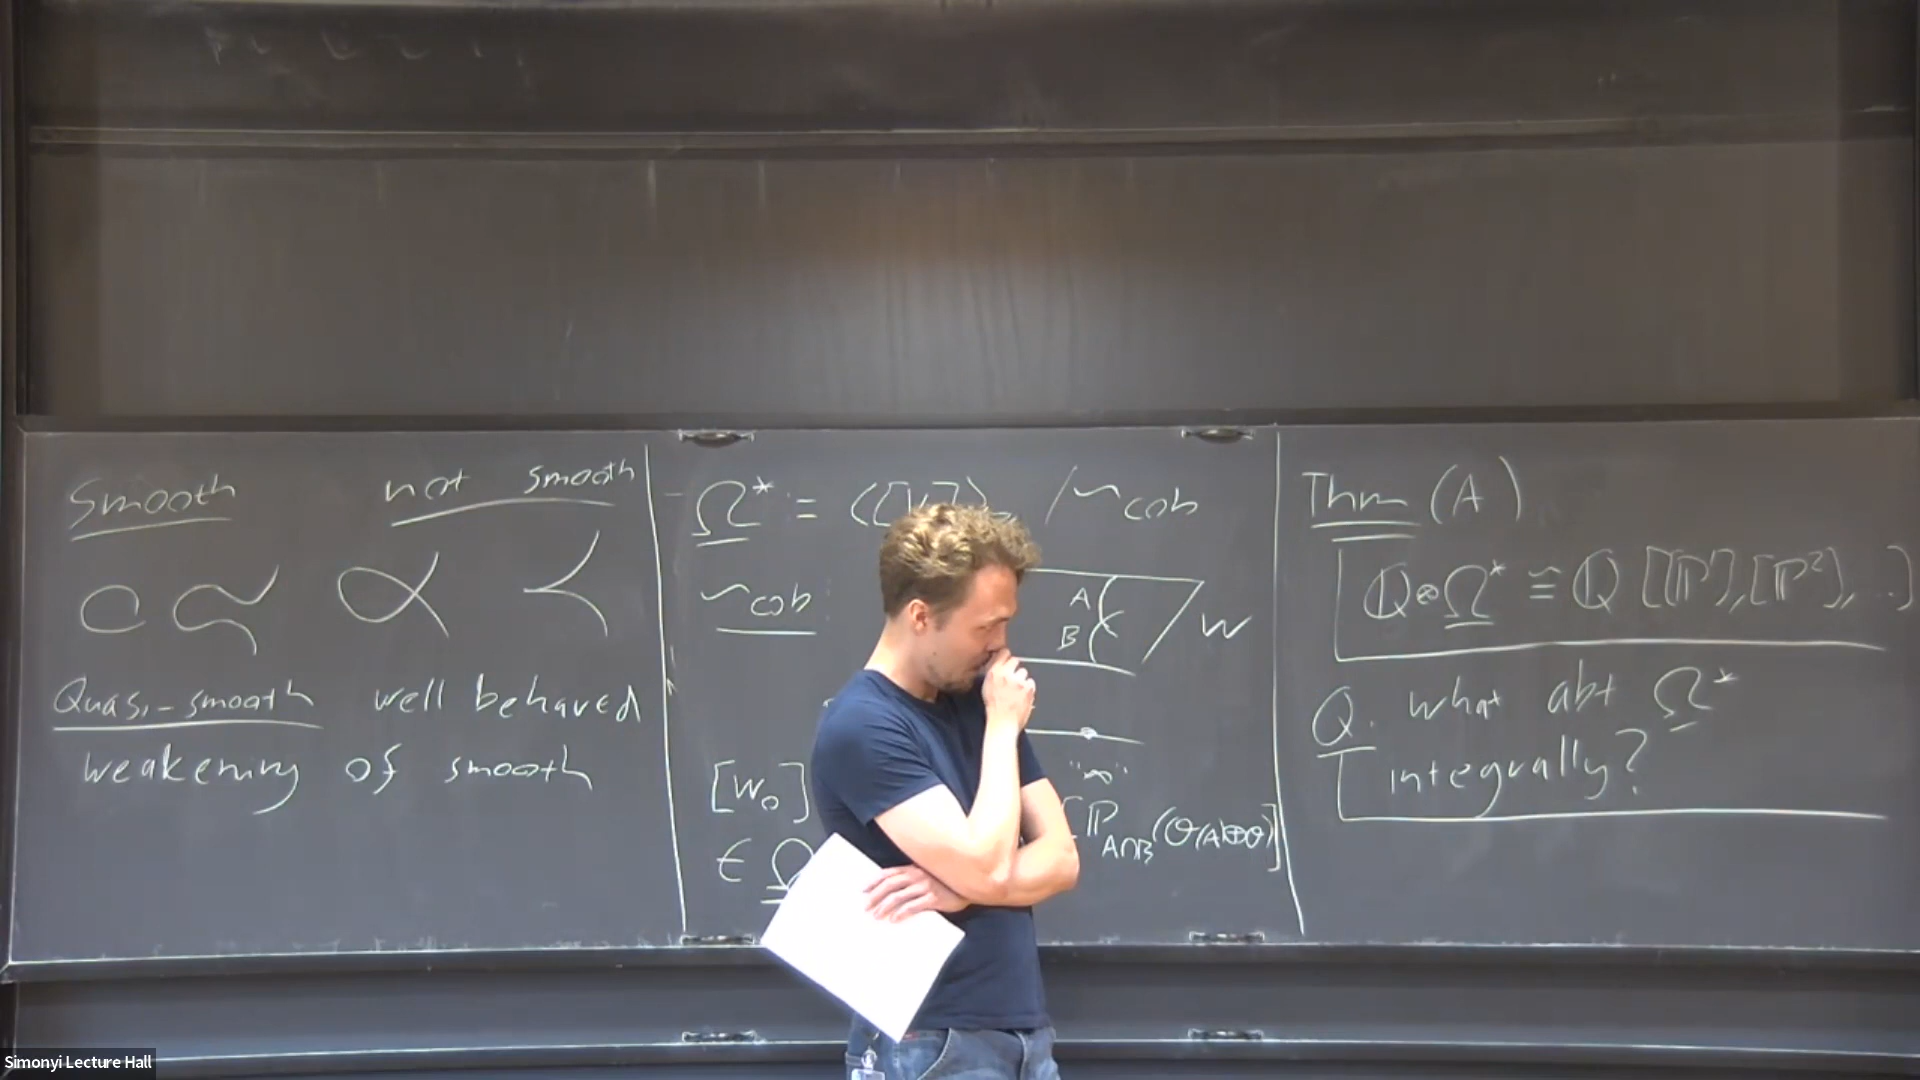 Smooth
not smooth
Quasi-smooth well behaved
weakening of smooth
Ω* = /~cob
~cob
A
B
W
[W₀]
"∞"
∈ Ω
[ℙ_{A∩B}(𝒪(A)⊕𝒪)]
Thm (A)
ℚ⊗Ω* ≅ ℚ[[ℙ¹],[ℙ²],...]
Q. what abt Ω*
integrally?
Simonyi Lecture Hall